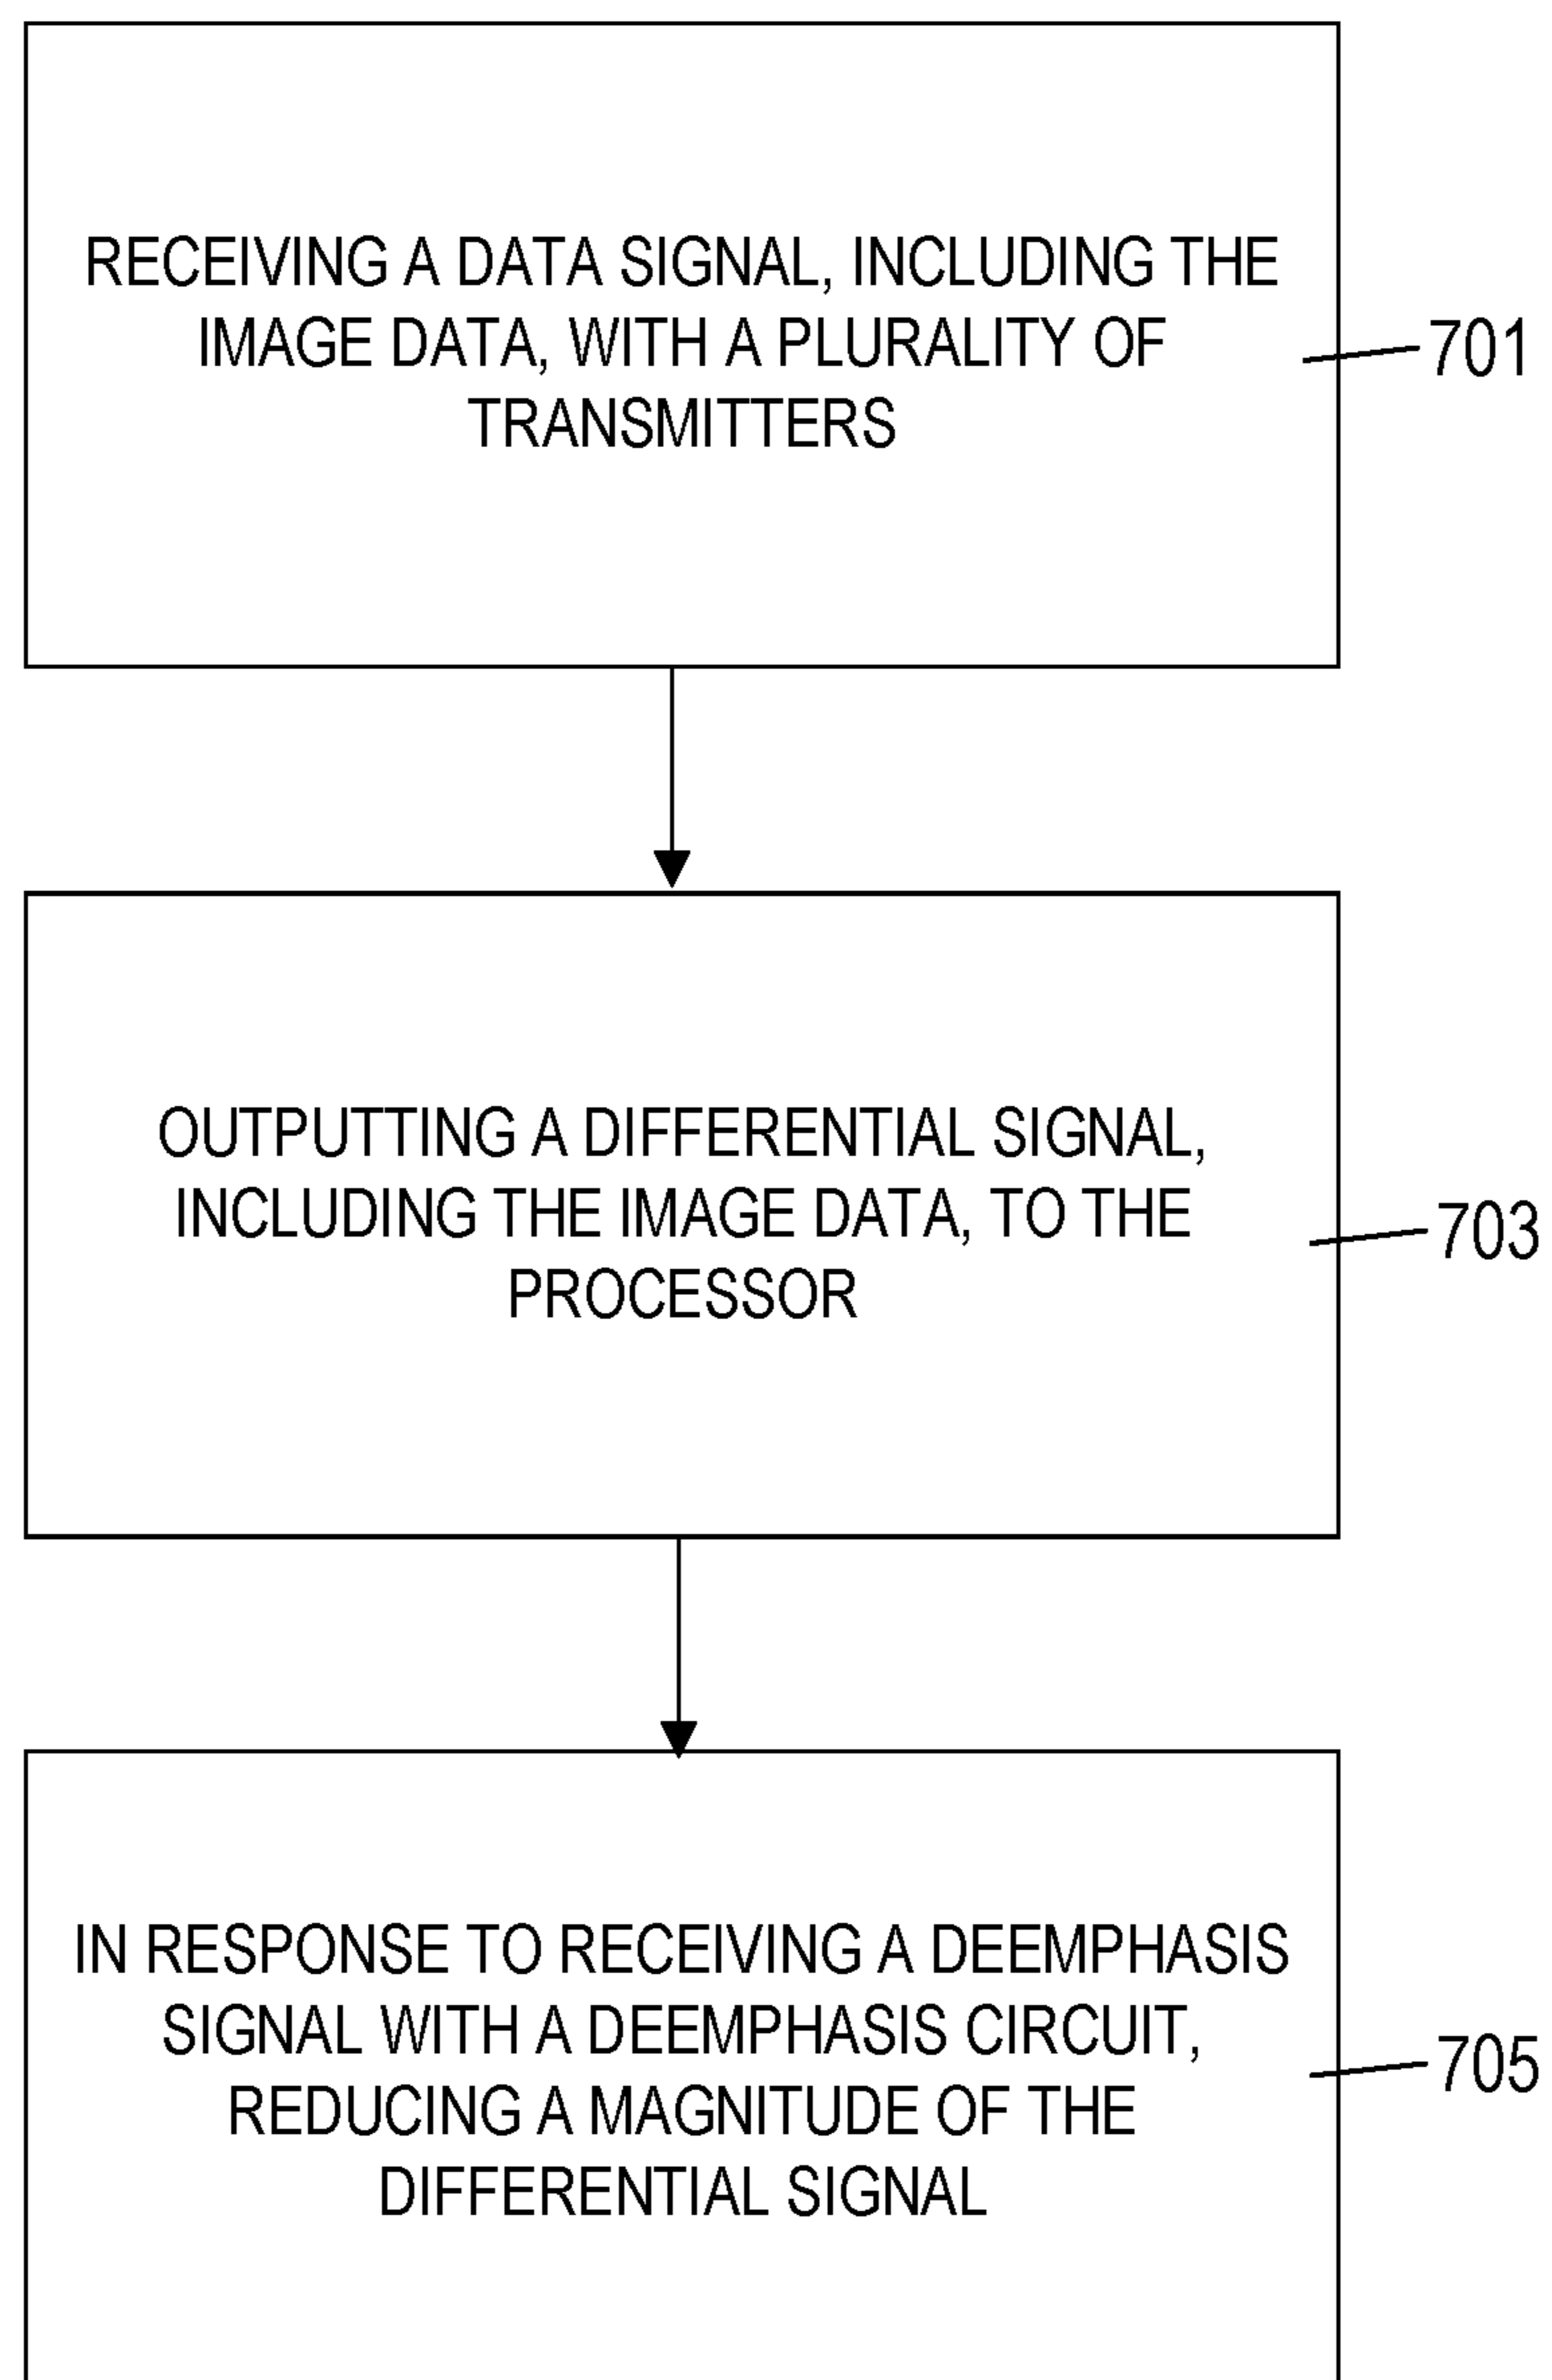 RECEIVING A DATA SIGNAL, INCLUDING THE
IMAGE DATA, WITH A PLURALITY OF
TRANSMITTERS
701
OUTPUTTING A DIFFERENTIAL SIGNAL,
INCLUDING THE IMAGE DATA, TO THE
PROCESSOR
703
IN RESPONSE TO RECEIVING A DEEMPHASIS
SIGNAL WITH A DEEMPHASIS CIRCUIT,
REDUCING A MAGNITUDE OF THE
DIFFERENTIAL SIGNAL
705